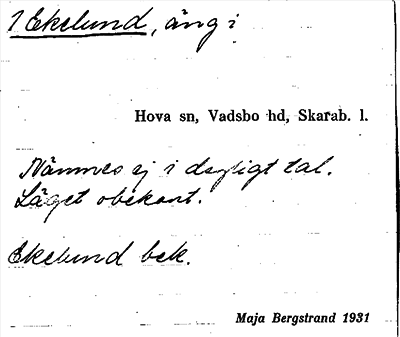 1 Ekelund, äng i
Hova sn, Vadsbo hd, Skarab. l.
Nämnes ej i dagligt tal.
Läget obekant.
Ekelund bek.
Maja Bergstrand 1931